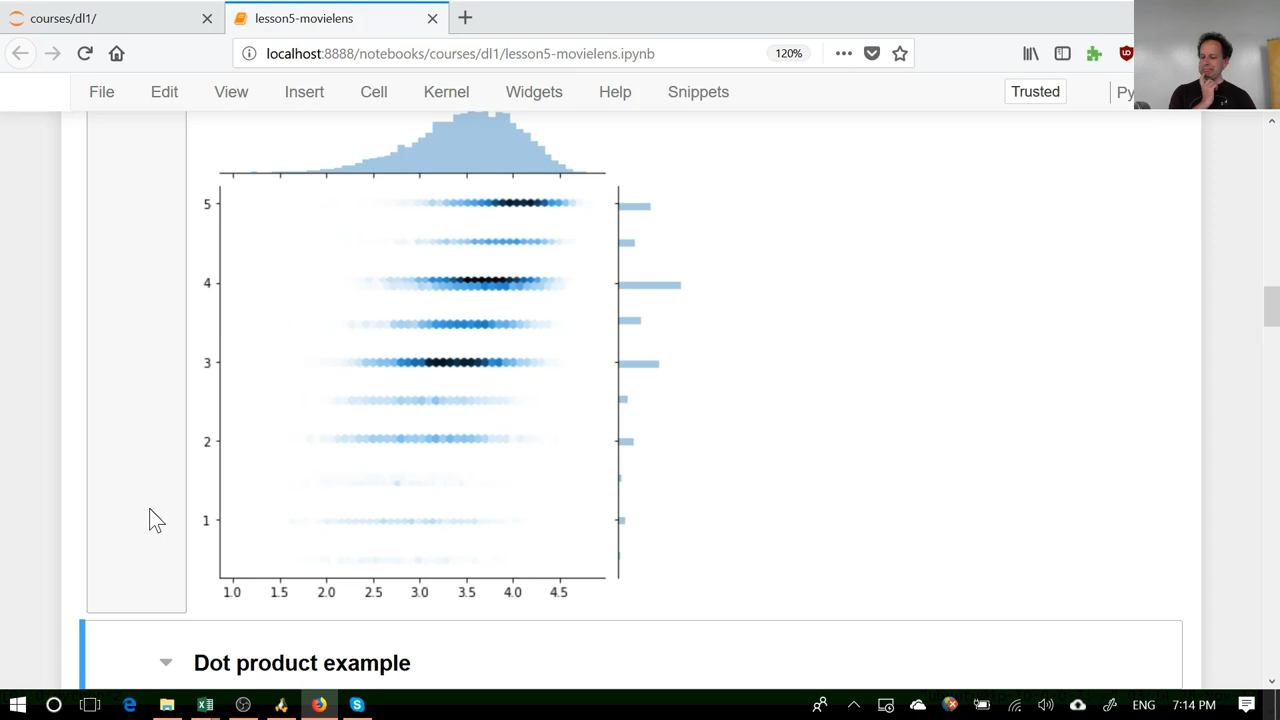 courses/dl1/
lesson5-movielens
localhost:8888/notebooks/courses/dl1/lesson5-movielens.ipynb
120%
File Edit View Insert Cell Kernel Widgets Help Snippets
Trusted
Py
5
4
3
2
1
1.0 1.5 2.0 2.5 3.0 3.5 4.0 4.5
Dot product example
ENG 7:14 PM